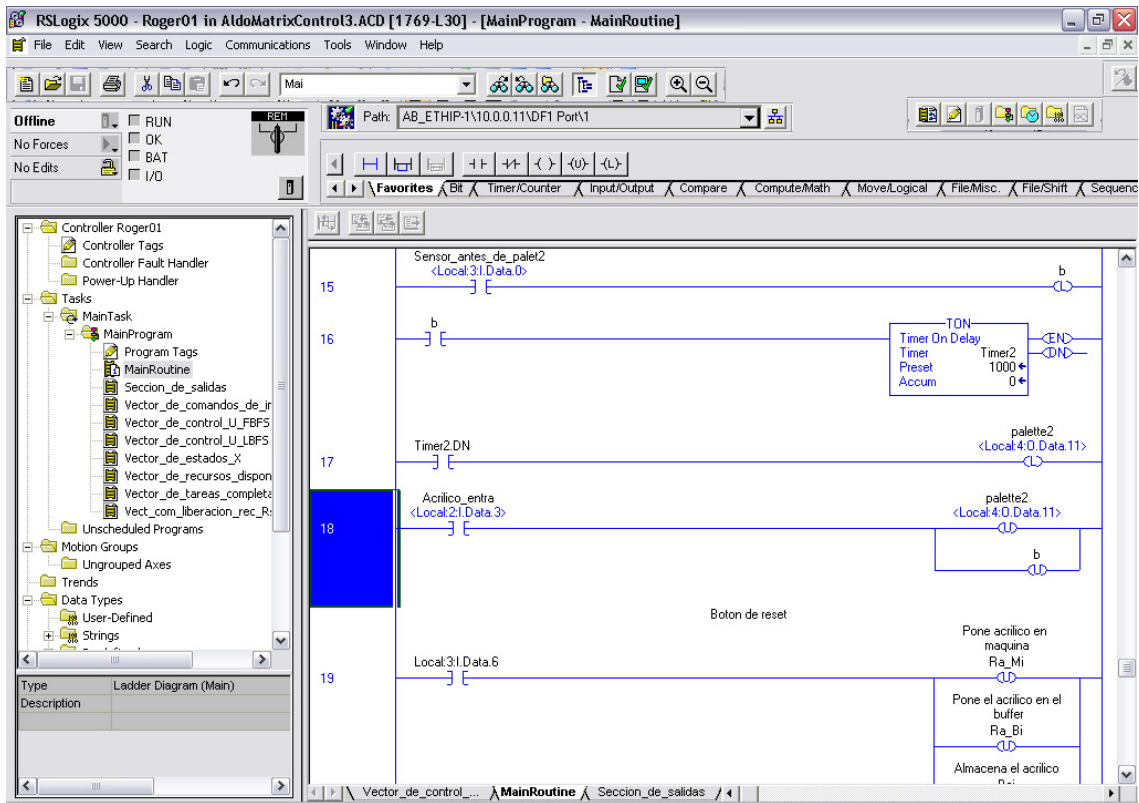 RSLogix 5000 - Roger01 in AldoMatrixControl3.ACD [1769-L30] - [MainProgram - MainRoutine]
File Edit View Search Logic Communications Tools Window Help
Mai
Offline
RUN
REM
Path: AB_ETHIP-1\10.0.0.11\DF1 Port\1
No Forces
OK
BAT
No Edits
I/O
Favorites Bit Timer/Counter Input/Output Compare Compute/Math Move/Logical File/Misc. File/Shift Sequenc
Controller Roger01
Controller Tags
Controller Fault Handler
Power-Up Handler
Tasks
MainTask
MainProgram
Program Tags
MainRoutine
Seccion_de_salidas
Vector_de_comandos_de_ir
Vector_de_control_U_FBFS
Vector_de_control_U_LBFS
Vector_de_estados_X
Vector_de_recursos_dispon
Vector_de_tareas_completa
Vect_com_liberacion_rec_R
Unscheduled Programs
Motion Groups
Ungrouped Axes
Trends
Data Types
User-Defined
Strings
Type Ladder Diagram (Main)
Description
Sensor_antes_de_palet2
<Local:3:I.Data.0>
b
15
L
b
16
TON
Timer On Delay
EN
Timer Timer2
DN
Preset 1000
Accum 0
palette2
Timer2.DN
<Local:4:O.Data.11>
17
L
Acrilico_entra
palette2
<Local:2:I.Data.3>
<Local:4:O.Data.11>
18
U
b
U
Boton de reset
Pone acrilico en
maquina
Local:3:I.Data.6
Ra_Mi
19
U
Pone el acrilico en el
buffer
Ra_Bi
U
Almacena el acrilico
Vector_de_control_... MainRoutine Seccion_de_salidas